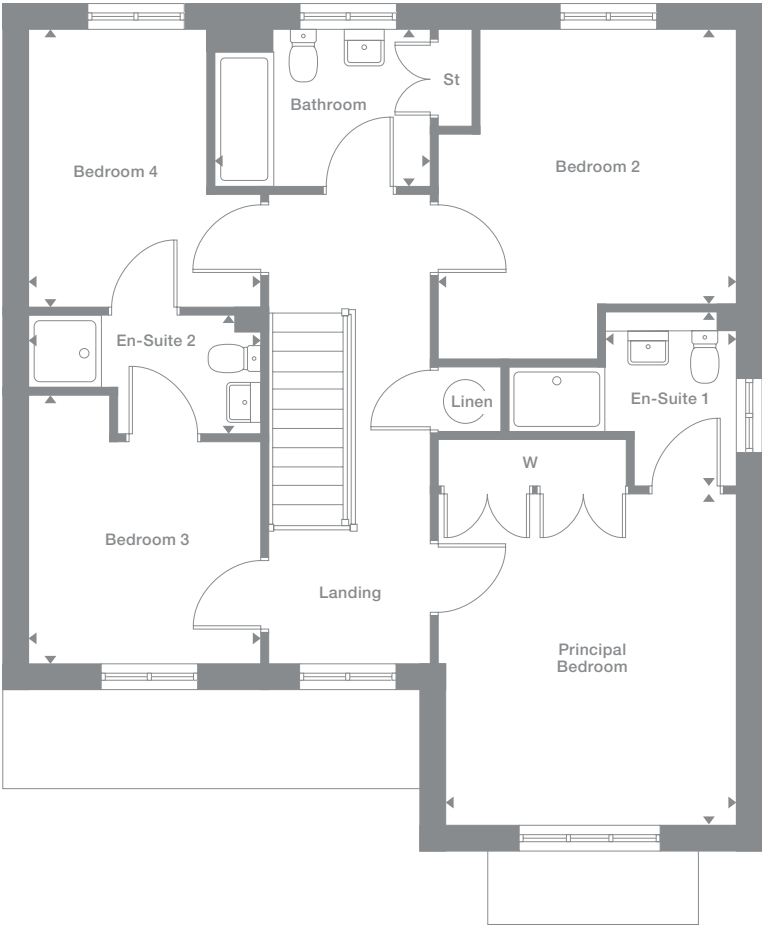 St
Bathroom
Bedroom 4
Bedroom 2
En-Suite 2
Linen
En-Suite 1
W
Bedroom 3
Landing
Principal
Bedroom